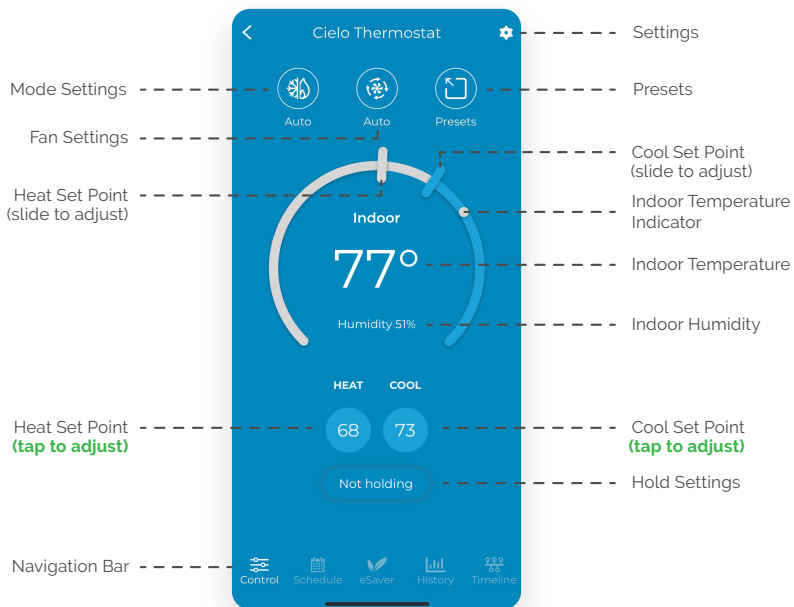 Cielo Thermostat
Settings
Mode Settings
Presets
Auto
Auto
Presets
Fan Settings
Cool Set Point
(slide to adjust)
Heat Set Point
(slide to adjust)
Indoor Temperature
Indicator
Indoor
77°
Indoor Temperature
Humidity 51%
Indoor Humidity
HEAT COOL
Heat Set Point
(tap to adjust)
68 73
Cool Set Point
(tap to adjust)
Not holding
Hold Settings
Navigation Bar
Control Schedule eSaver History Timeline